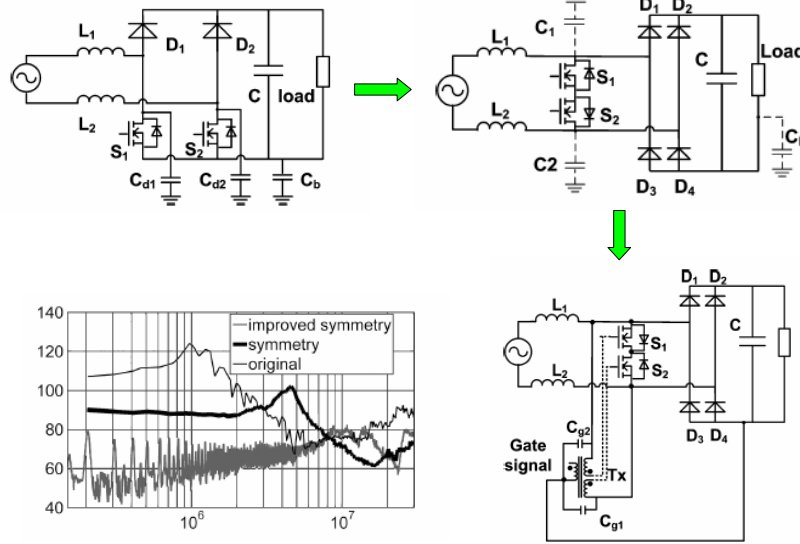 L1
D1
D2
C
load
L2
S1
S2
Cd1
Cd2
Cb
C1
D1
D2
L1
S1
C
Load
L2
S2
C2
D3
D4
D1
D2
L1
S1
C
L2
S2
D3
D4
Cg2
Gate
signal
Tx
Cg1
140
120
100
80
60
40
improved symmetry
symmetry
original
10^6
10^7